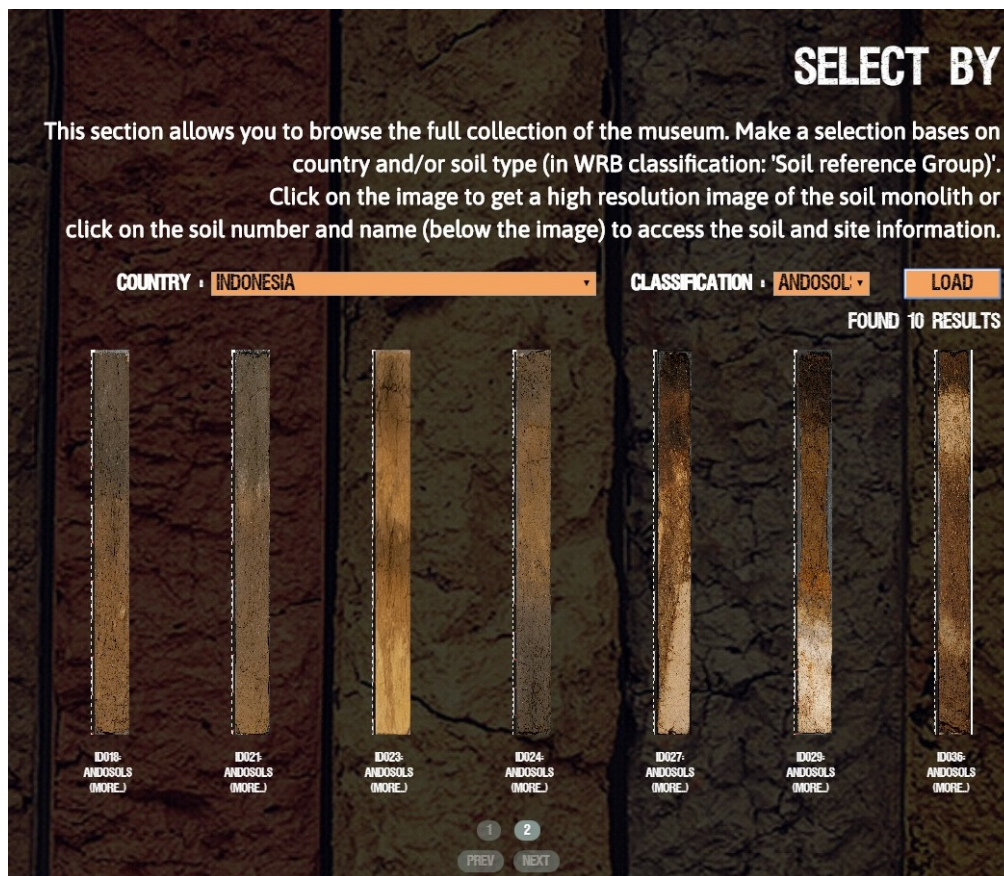 SELECT BY
This section allows you to browse the full collection of the museum. Make a selection bases on
country and/or soil type (in WRB classification: 'Soil reference Group)'.
Click on the image to get a high resolution image of the soil monolith or
click on the soil number and name (below the image) to access the soil and site information.
COUNTRY : INDONESIA CLASSIFICATION : ANDOSOL LOAD
FOUND 10 RESULTS
ID018: ID021: ID023: ID024: ID027: ID029: ID036:
ANDOSOLS ANDOSOLS ANDOSOLS ANDOSOLS ANDOSOLS ANDOSOLS ANDOSOLS
(MORE..) (MORE..) (MORE..) (MORE..) (MORE..) (MORE..) (MORE..)
1 2
PREV NEXT